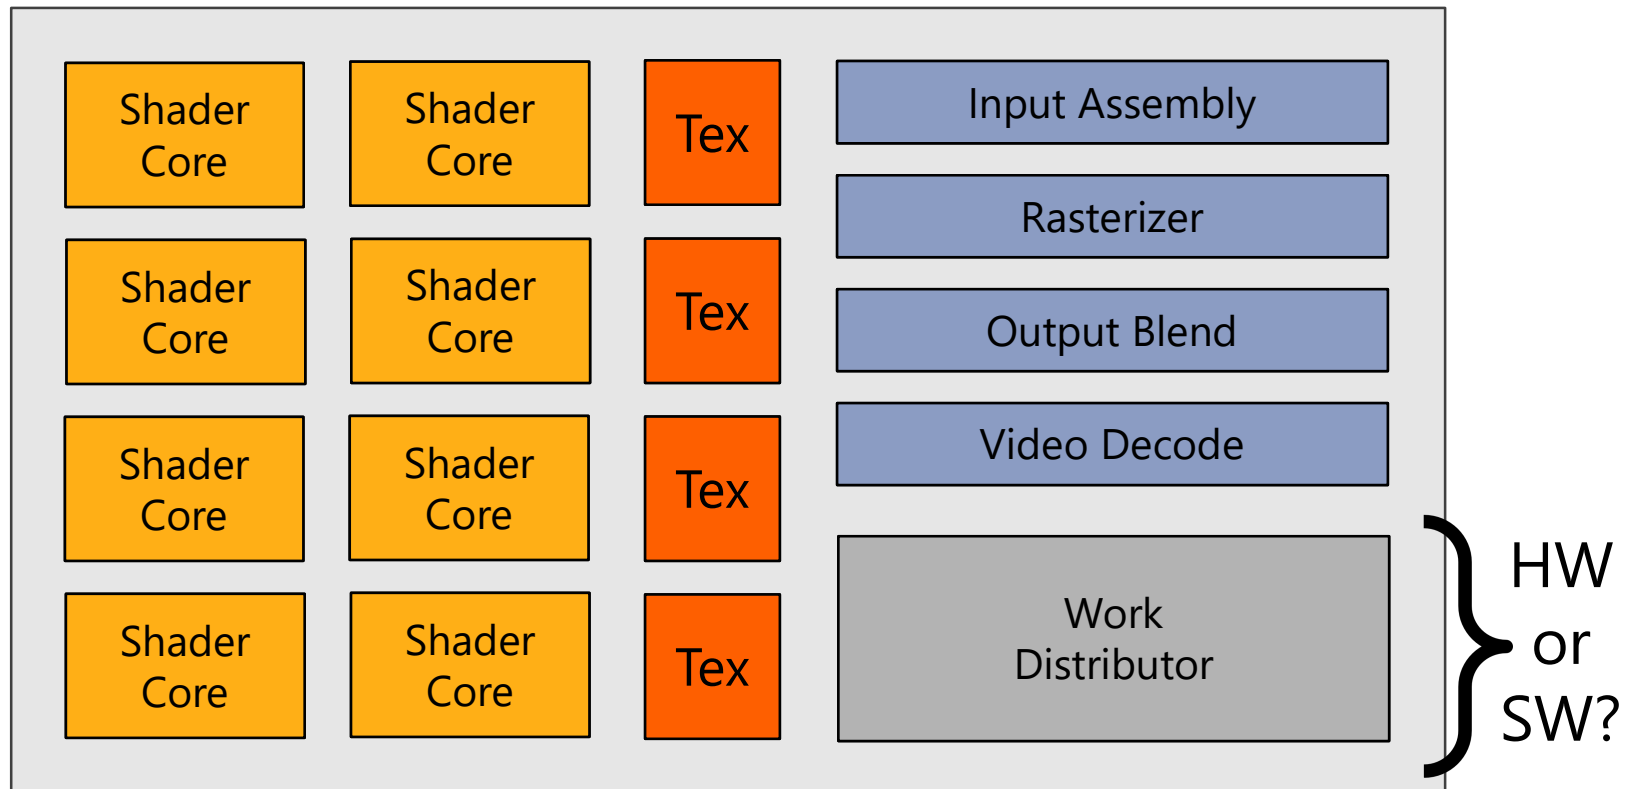 Shader
Core
Shader
Core
Tex
Input Assembly
Rasterizer
Shader
Core
Shader
Core
Tex
Output Blend
Video Decode
Shader
Core
Shader
Core
Tex
Work
Distributor
HW
or
SW?
Shader
Core
Shader
Core
Tex